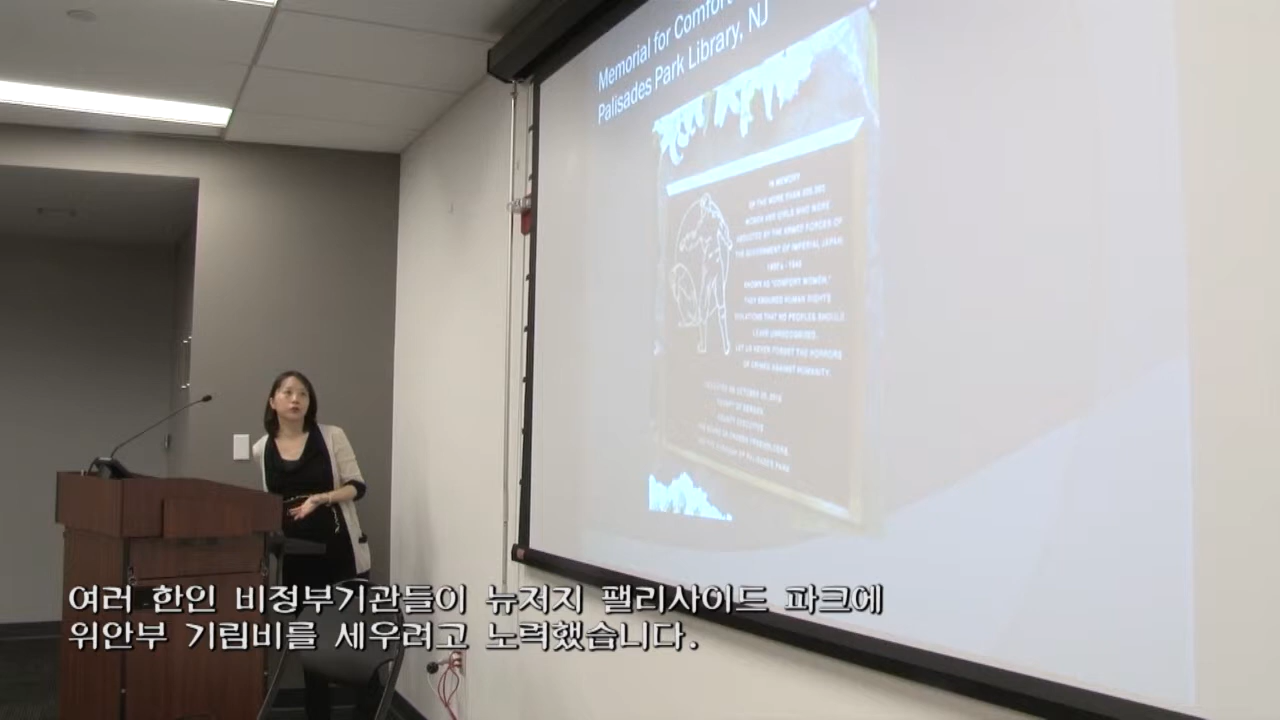 Memorial for Comfort
Palisades Park Library, NJ
IN MEMORY
OF THE MORE THAN 200,000
WOMEN AND GIRLS WHO WERE
ABDUCTED BY THE ARMED FORCES OF
THE GOVERNMENT OF IMPERIAL JAPAN
KNOWN AS "COMFORT WOMEN,"
THEY ENDURED HUMAN RIGHTS
VIOLATIONS THAT NO PEOPLES SHOULD
LEAVE UNRECOGNIZED.
LET US NEVER FORGET THE HORRORS
OF CRIMES AGAINST HUMANITY.
COUNTY OF BERGEN
COUNTY EXECUTIVE
여러 한인 비정부기관들이 뉴저지 팰리사이드 파크에
위안부 기림비를 세우려고 노력했습니다.